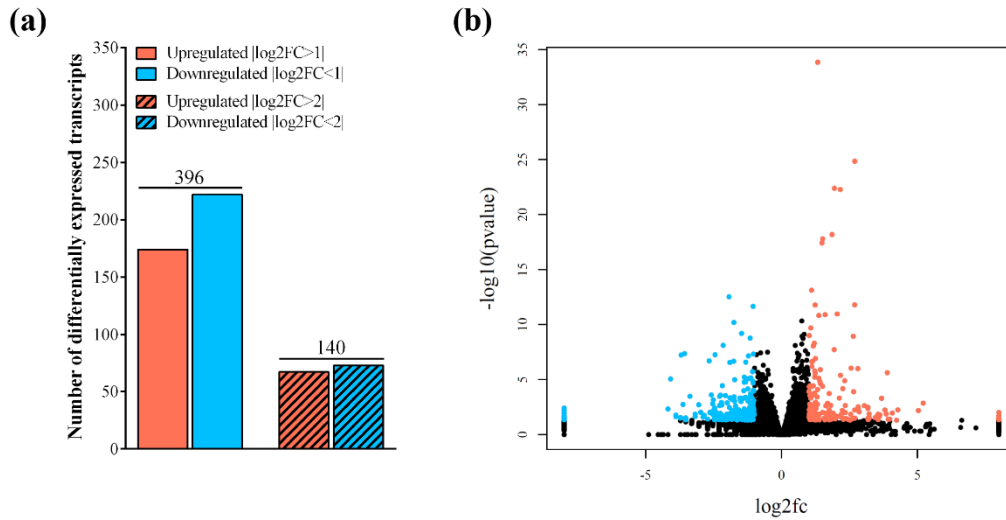 (a)
Number of differentially expressed transcripts
350
300
250
200
150
100
50
0
Upregulated |log2FC>1|
Downregulated |log2FC<1|
Upregulated |log2FC>2|
Downregulated |log2FC<2|
396
140
(b)
-log10(pvalue)
35
30
25
20
15
10
5
0
-5
0
5
log2fc